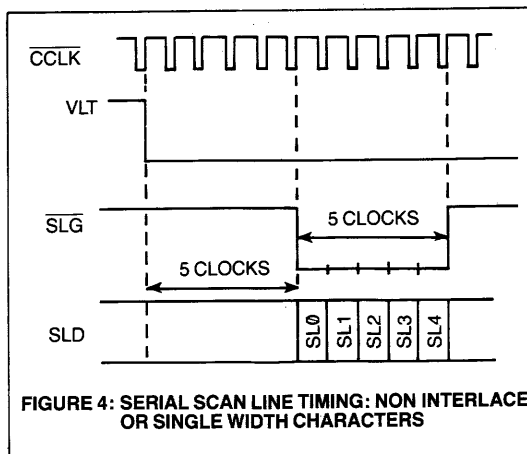 CCLK
VLT
SLG
5 CLOCKS
5 CLOCKS
SLD
SL0
SL1
SL2
SL3
SL4
FIGURE 4: SERIAL SCAN LINE TIMING: NON INTERLACE
OR SINGLE WIDTH CHARACTERS